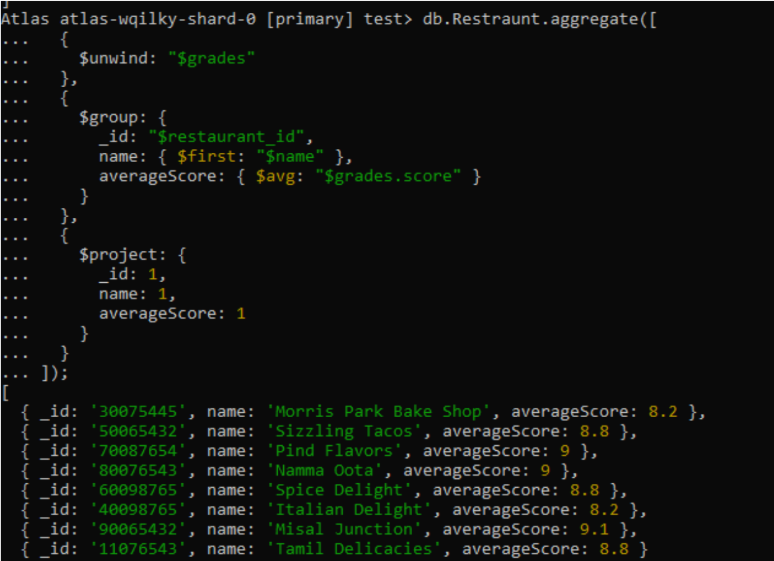 ]
Atlas atlas-wqilky-shard-0 [primary] test> db.Restraunt.aggregate([
...   {
...     $unwind: "$grades"
...   },
...   {
...     $group: {
...       _id: "$restaurant_id",
...       name: { $first: "$name" },
...       averageScore: { $avg: "$grades.score" }
...     }
...   },
...   {
...     $project: {
...       _id: 1,
...       name: 1,
...       averageScore: 1
...     }
...   }
... ]);
[
  { _id: '30075445', name: 'Morris Park Bake Shop', averageScore: 8.2 },
  { _id: '50065432', name: 'Sizzling Tacos', averageScore: 8.8 },
  { _id: '70087654', name: 'Pind Flavors', averageScore: 9 },
  { _id: '80076543', name: 'Namma Oota', averageScore: 9 },
  { _id: '60098765', name: 'Spice Delight', averageScore: 8.8 },
  { _id: '40098765', name: 'Italian Delight', averageScore: 8.2 },
  { _id: '90065432', name: 'Misal Junction', averageScore: 9.1 },
  { _id: '11076543', name: 'Tamil Delicacies', averageScore: 8.8 }